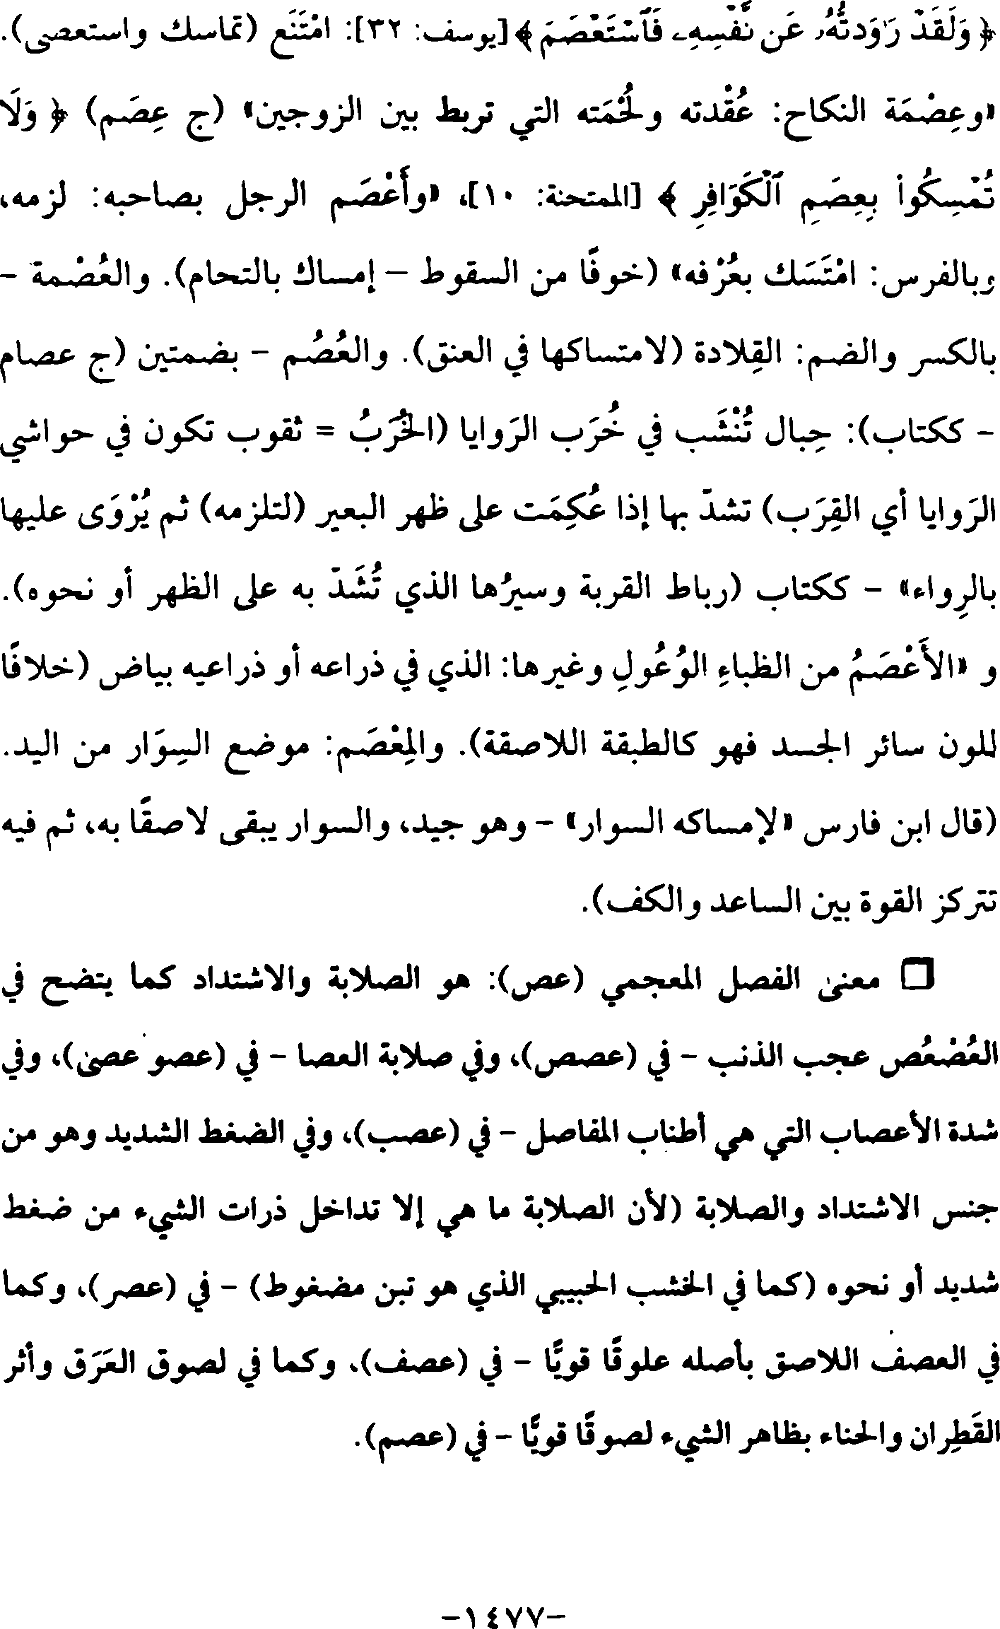 ﴿ وَلَقَدْ رَٰوَدتُّهُۥ عَن نَّفْسِهِۦ فَٱسْتَعْصَمَ ﴾ [يوسف: ٣٢]: امْتَنَع (تماسك واستعصى).
«وعِصْمَة النكاح: عُقْدته ولُحْمَته التي تربط بين الزوجين» (ج عِصَم) ﴿ وَلَا
تُمْسِكُوا۟ بِعِصَمِ ٱلْكَوَافِرِ ﴾ [الممتحنة: ١٠]، «وأَعْصَم الرجل بصاحبه: لزمه،
وبالفرس: امْتَسَك بعُرْفه» (خوفًا من السقوط – إمساك بالتحام). والعُصْمة –
بالكسر والضم: القِلادة (لامتساكها في العنق). والعُصُم – بضمتين (ج عصام
– ككتاب): حِبال تُنْشَب في خُرَب الرَوايا (الخُرَبُ = ثقوب تكون في حواشي
الرَوايا أي القِرَب) تشدّ بها إذا عُكِمَت على ظهر البعير (لتلزمه) ثم يُرْوَى عليها
بالرِواء» – ككتاب (رباط القربة وسيرُها الذي تُشَدّ به على الظهر أو نحوه).
و «الأَعْصَمُ من الظباءِ الوُعُولِ وغيرها: الذي في ذراعه أو ذراعيه بياض (خلافًا
للون سائر الجسد فهو كالطبقة اللاصقة). والمِعْصَم: موضع السِوَار من اليد.
(قال ابن فارس «لإمساكه السوار» – وهو جيد، والسوار يبقى لاصقًا به، ثم فيه
تتركز القوة بين الساعد والكف).
□ معنى الفصل المعجمي (عص): هو الصلابة والاشتداد كما يتضح في
العُصْعُص عجب الذنب – في (عصص)، وفي صلابة العصا – في (عصو عصى)، وفي
شدة الأعصاب التي هي أطناب المفاصل – في (عصب)، وفي الضغط الشديد وهو من
جنس الاشتداد والصلابة (لأن الصلابة ما هي إلا تداخل ذرات الشيء من ضغط
شديد أو نحوه (كما في الخشب الحبيبي الذي هو تبن مضغوط) – في (عصر)، وكما
في العصف اللاصق بأصله علوقًا قويًّا – في (عصف)، وكما في لصوق العَرَق وأثر
القَطِران والحناء بظاهر الشيء لصوقًا قويًّا – في (عصم).
-١٤٧٧-